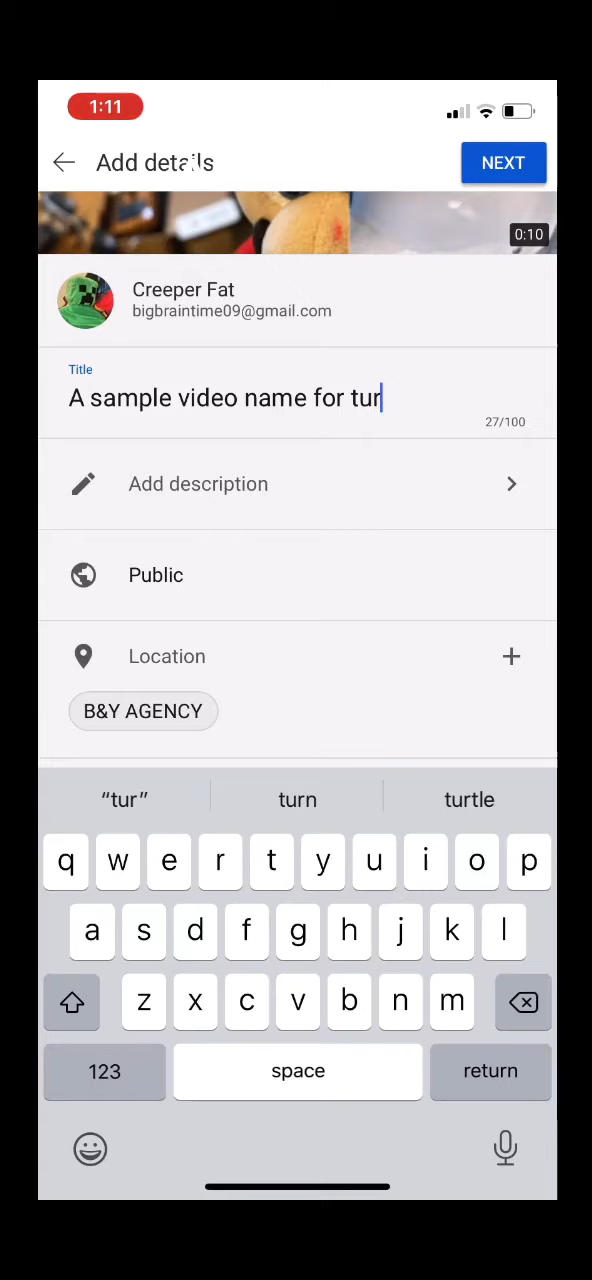 1:11
Add details
NEXT
0:10
Creeper Fat
bigbraintime09@gmail.com
Title
A sample video name for tur
27/100
Add description
Public
Location
B&Y AGENCY
“tur” turn turtle
q w e r t y u i o p
a s d f g h j k l
z x c v b n m
123 space return